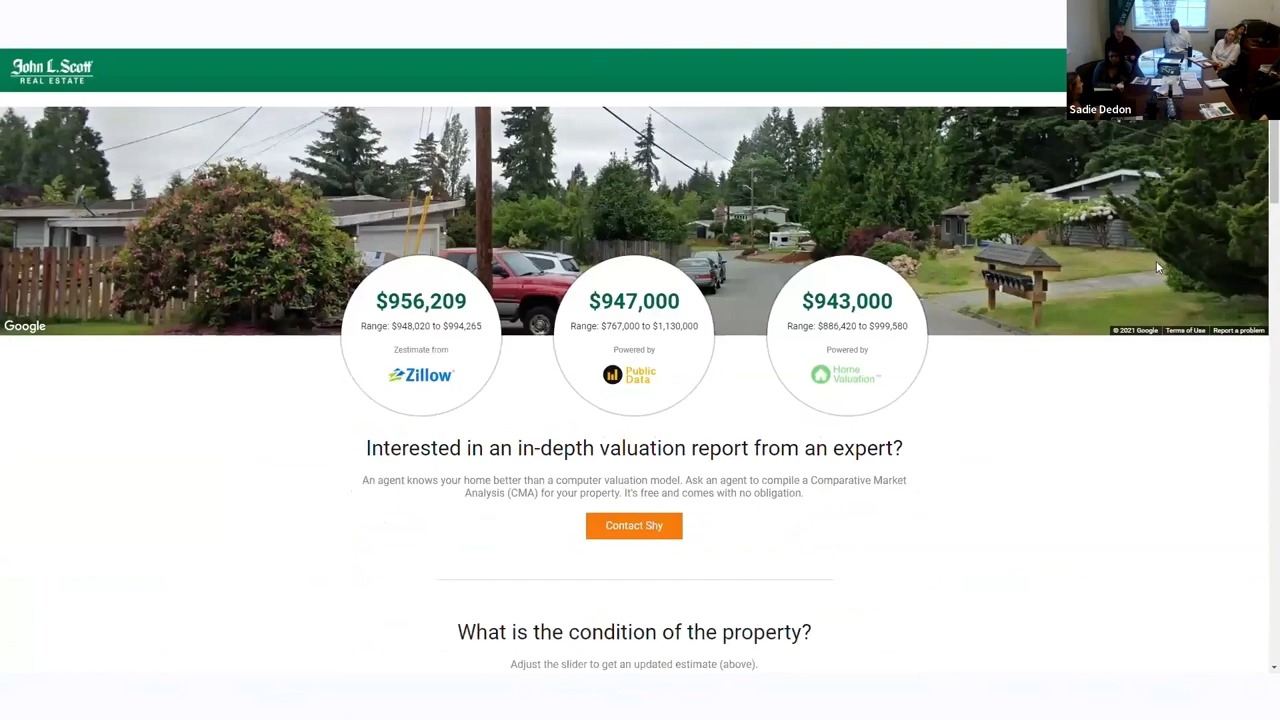 John L. Scott
REAL ESTATE
Sadie Dedon
Google
© 2021 Google
Terms of Use
Report a problem
$956,209
Range: $948,020 to $994,265
Zestimate from
Zillow
$947,000
Range: $767,000 to $1,130,000
Powered by
Public
Data
$943,000
Range: $886,420 to $999,580
Powered by
Home
Valuation™
Interested in an in-depth valuation report from an expert?
An agent knows your home better than a computer valuation model. Ask an agent to compile a Comparative Market
Analysis (CMA) for your property. It's free and comes with no obligation.
Contact Shy
What is the condition of the property?
Adjust the slider to get an updated estimate (above).